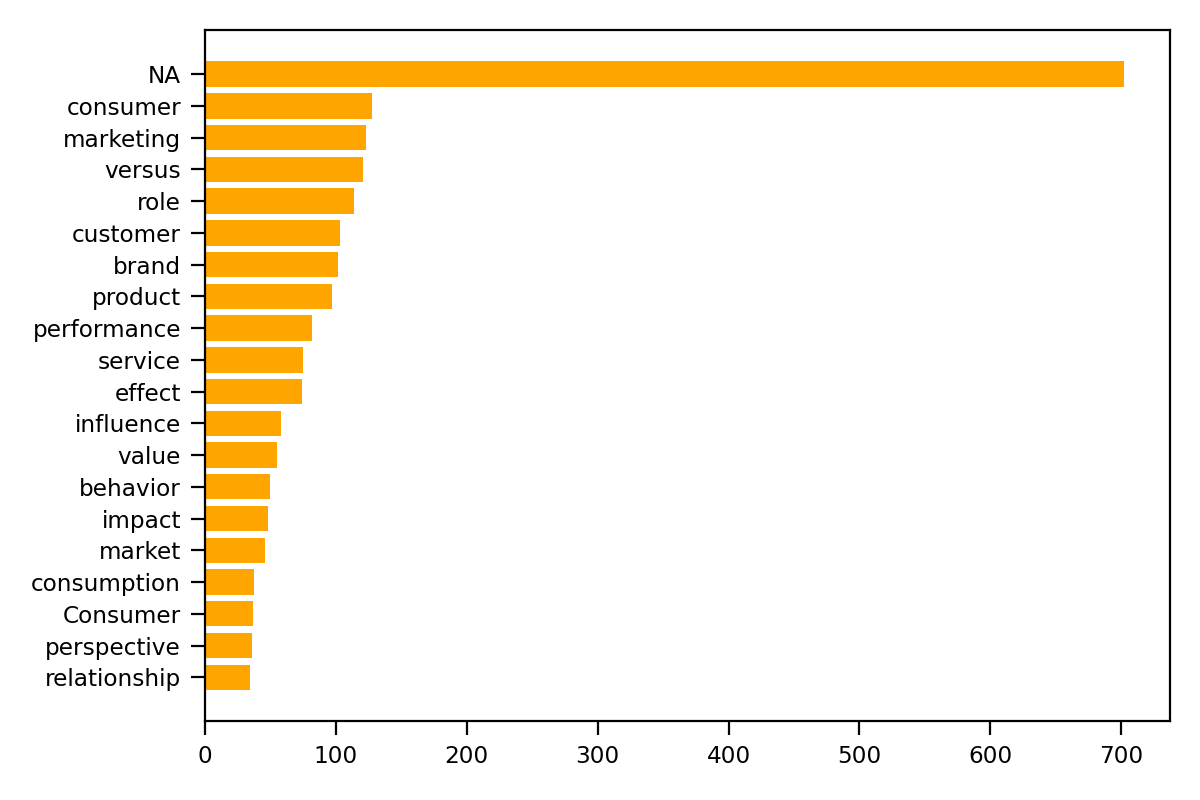 NA
consumer
marketing
versus
role
customer
brand
product
performance
service
effect
influence
value
behavior
impact
market
consumption
Consumer
perspective
relationship
0 100 200 300 400 500 600 700